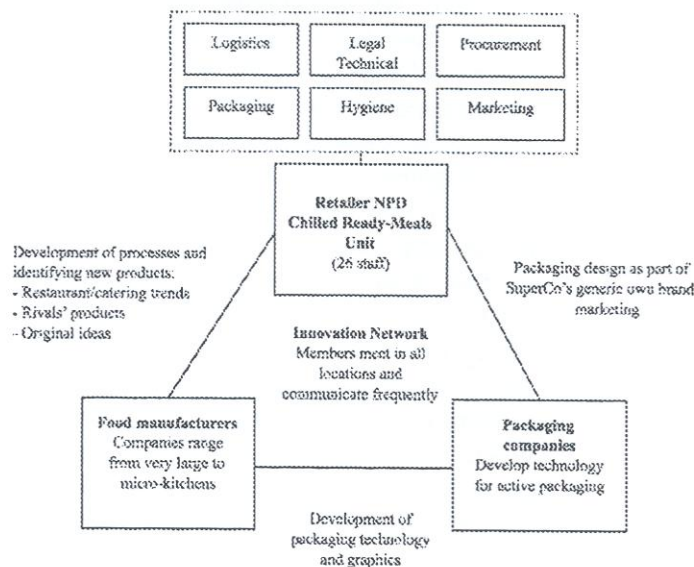 Logistics
Legal
Technical
Procurement
Packaging
Hygiene
Marketing
Retailer NPD
Chilled Ready-Meals
Unit
(26 staff)
Development of processes and
identifying new products:
- Restaurant/catering trends
- Rivals' products
- Original ideas
Packaging design as part of
SuperCo's generic own brand
marketing
Innovation Network
Members meet in all
locations and
communicate frequently
Food manufacturers
Companies range
from very large to
micro-kitchens
Packaging
companies
Develop technology
for active packaging
Development of
packaging technology
and graphics